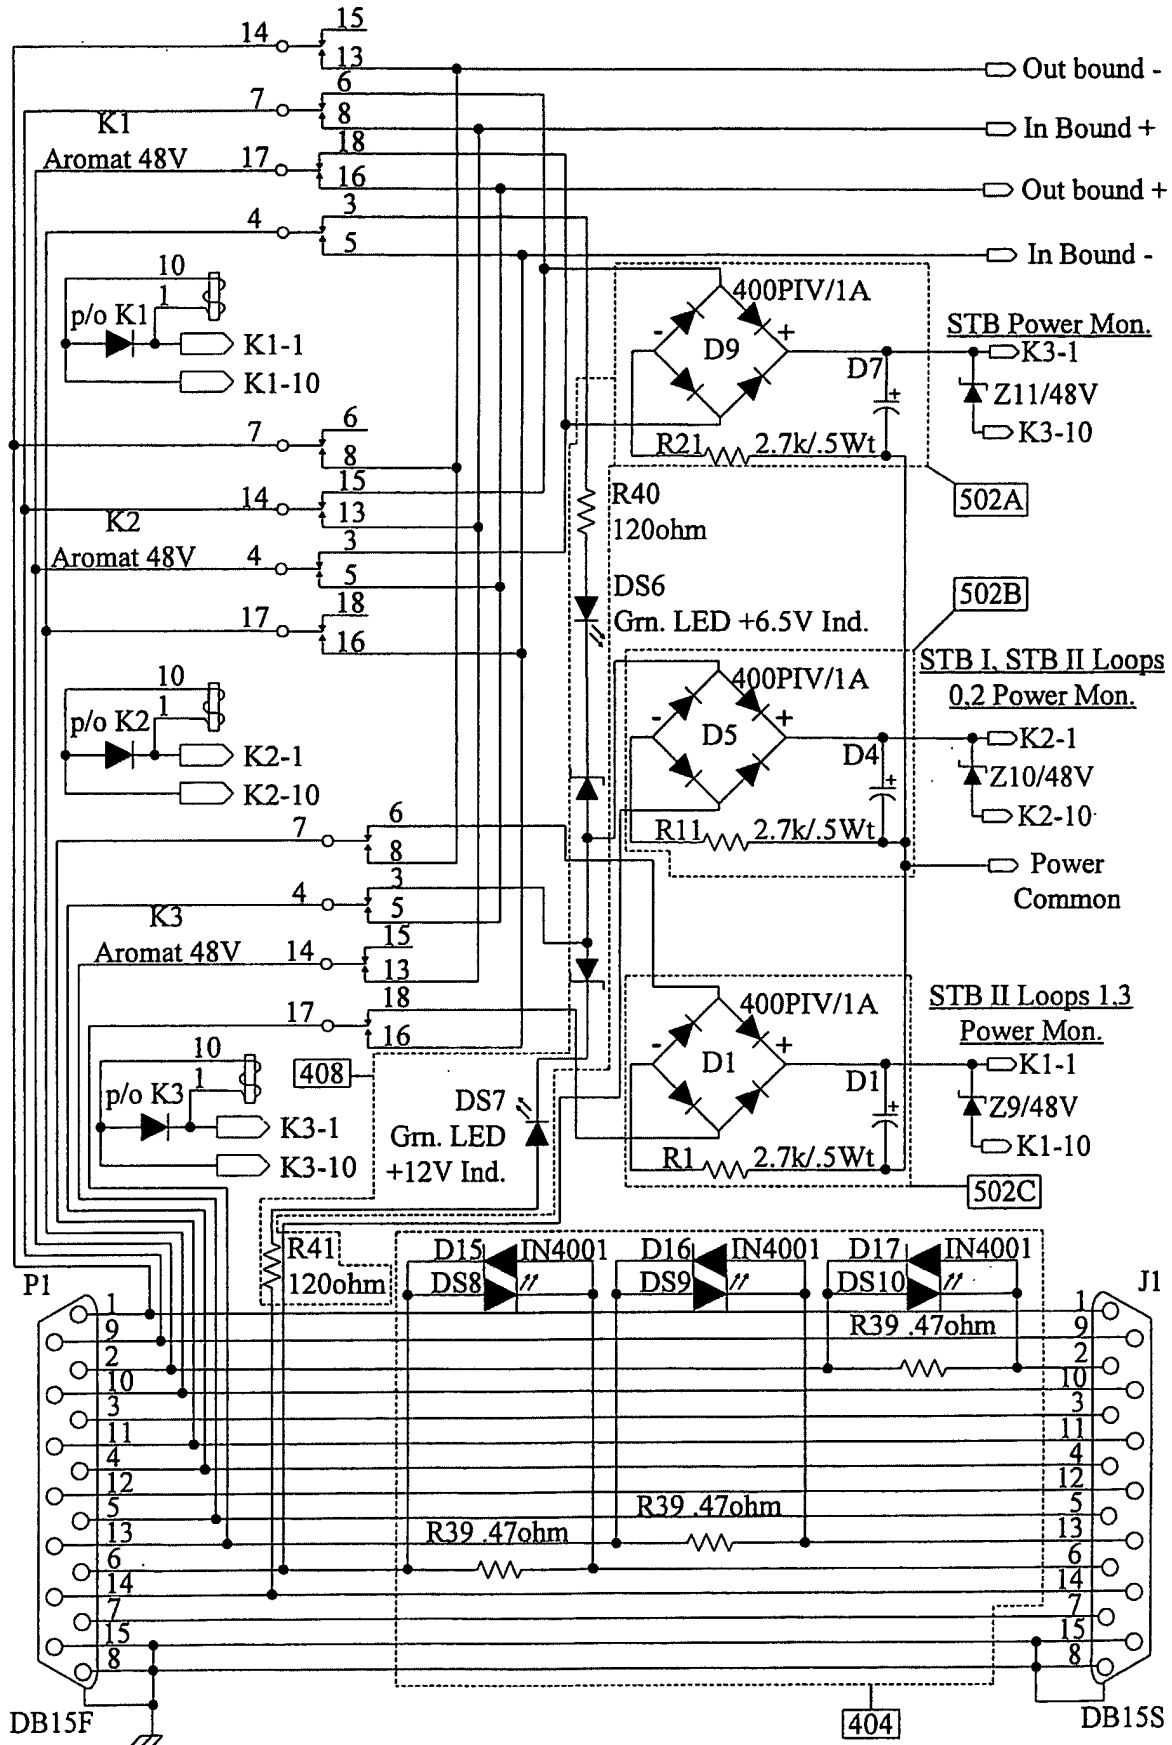 15
14
13
Out bound -
6
7
8
In Bound +
K1
Aromat 48V
18
17
16
Out bound +
3
4
5
In Bound -
10
1
p/o K1
K1-1
K1-10
400PIV/1A
-
+
D9
D7
+
R21
2.7k/.5Wt
STB Power Mon.
K3-1
Z11/48V
K3-10
502A
6
7
8
15
14
13
K2
Aromat 48V
3
4
5
18
17
16
R40
120ohm
DS6
Grn. LED +6.5V Ind.
502B
10
1
p/o K2
K2-1
K2-10
400PIV/1A
-
+
D5
D4
+
R11
2.7k/.5Wt
STB I, STB II Loops
0,2 Power Mon.
K2-1
Z10/48V
K2-10
Power
Common
6
7
8
3
4
5
K3
Aromat 48V
15
14
13
18
17
16
10
1
p/o K3
K3-1
K3-10
408
DS7
Grn. LED
+12V Ind.
400PIV/1A
-
+
D1
D1
+
R1
2.7k/.5Wt
STB II Loops 1,3
Power Mon.
K1-1
Z9/48V
K1-10
502C
R41
120ohm
D15
IN4001
DS8
D16
IN4001
DS9
D17
IN4001
DS10
R39 .47ohm
R39 .47ohm
R39 .47ohm
P1
1
9
2
10
3
11
4
12
5
13
6
14
7
15
8
DB15F
J1
1
9
2
10
3
11
4
12
5
13
6
14
7
15
8
DB15S
404